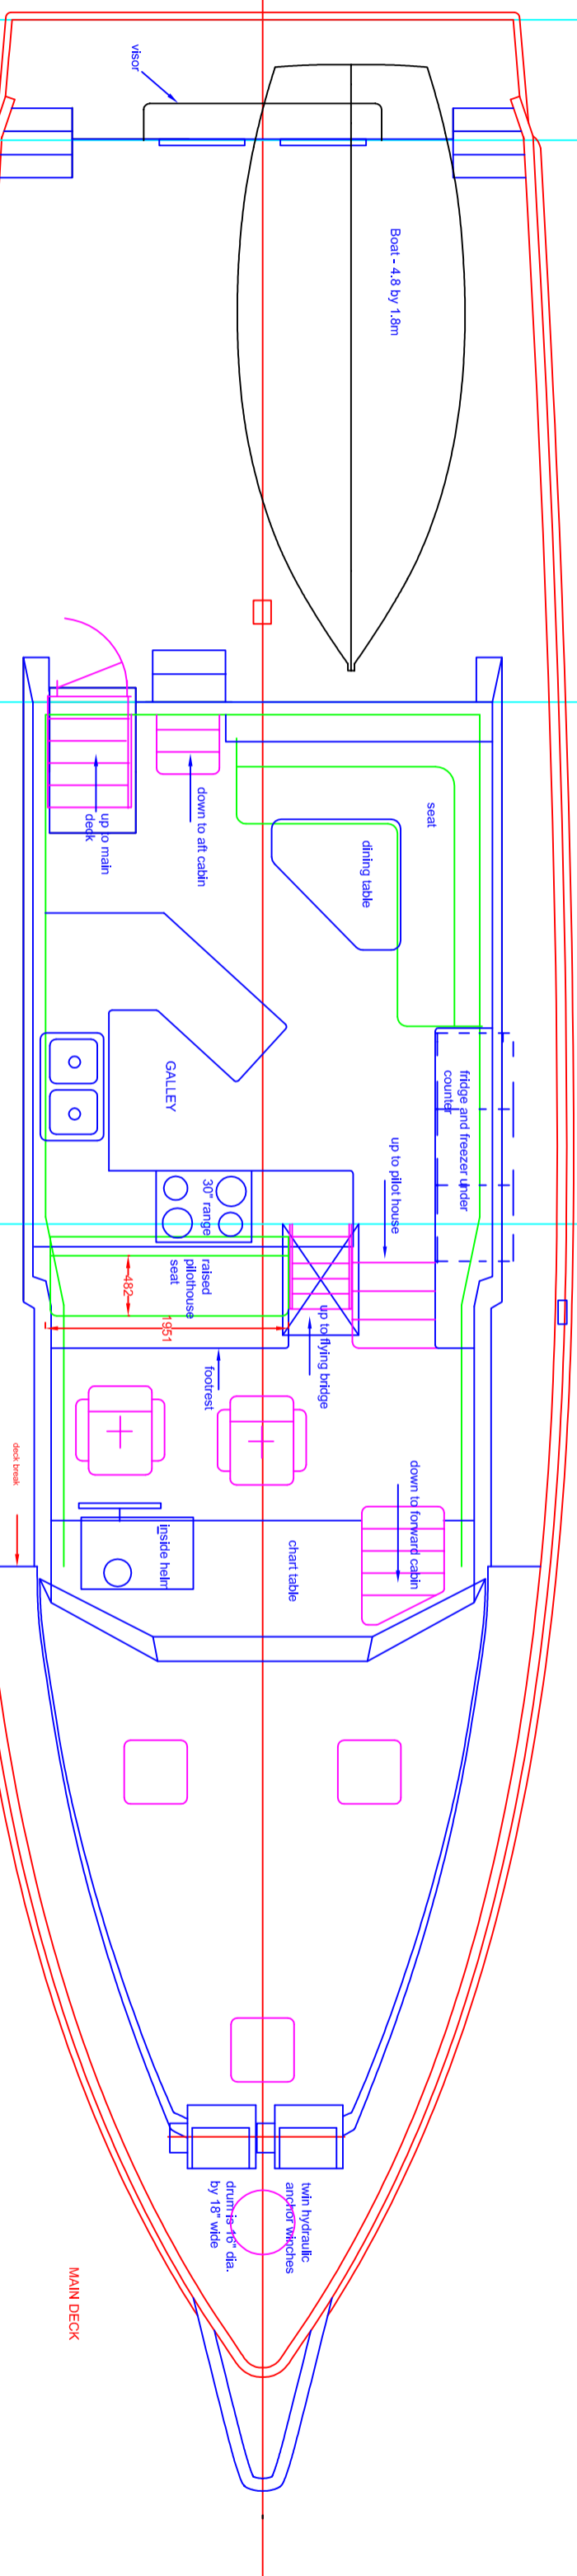 visor
Boat - 4.8 by 1.8m
up to main
deck
down to aft cabin
seat
dining table
GALLEY
fridge and freezer under
counter
30" range
up to pilot house
raised
pilothouse
seat
482
1951
up to flying bridge
footrest
deck break
inside helm
chart table
down to forward cabin
twin hydraulic
anchor winches
drum is 16" dia.
by 18" wide
MAIN DECK